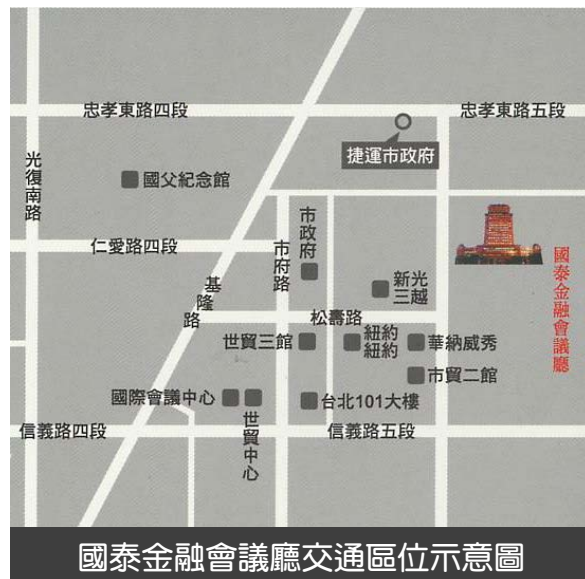 忠孝東路四段
忠孝東路五段
捷運市政府
光復南路
國父紀念館
市政府
仁愛路四段
市府路
新光
三越
國泰金融會議廳
基隆路
松壽路
世貿三館
紐約
紐約
華納威秀
市貿二館
國際會議中心
世貿中心
台北101大樓
信義路四段
信義路五段
國泰金融會議廳交通區位示意圖